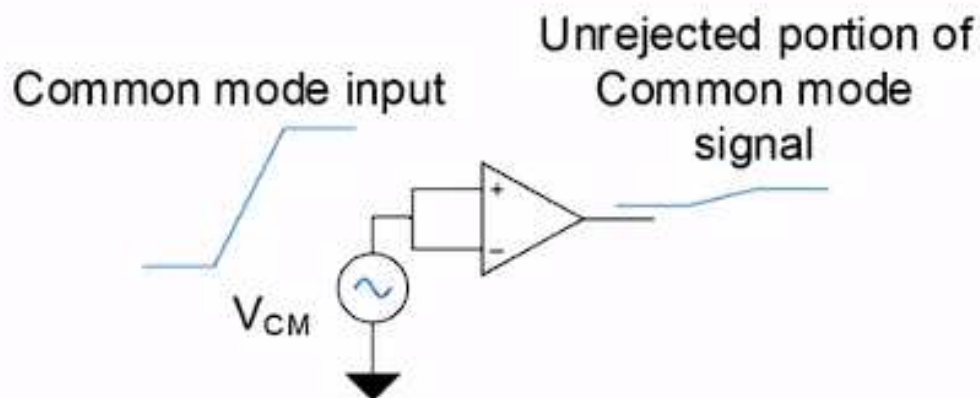 Common mode input
Unrejected portion of
Common mode
signal
+
−
VCM